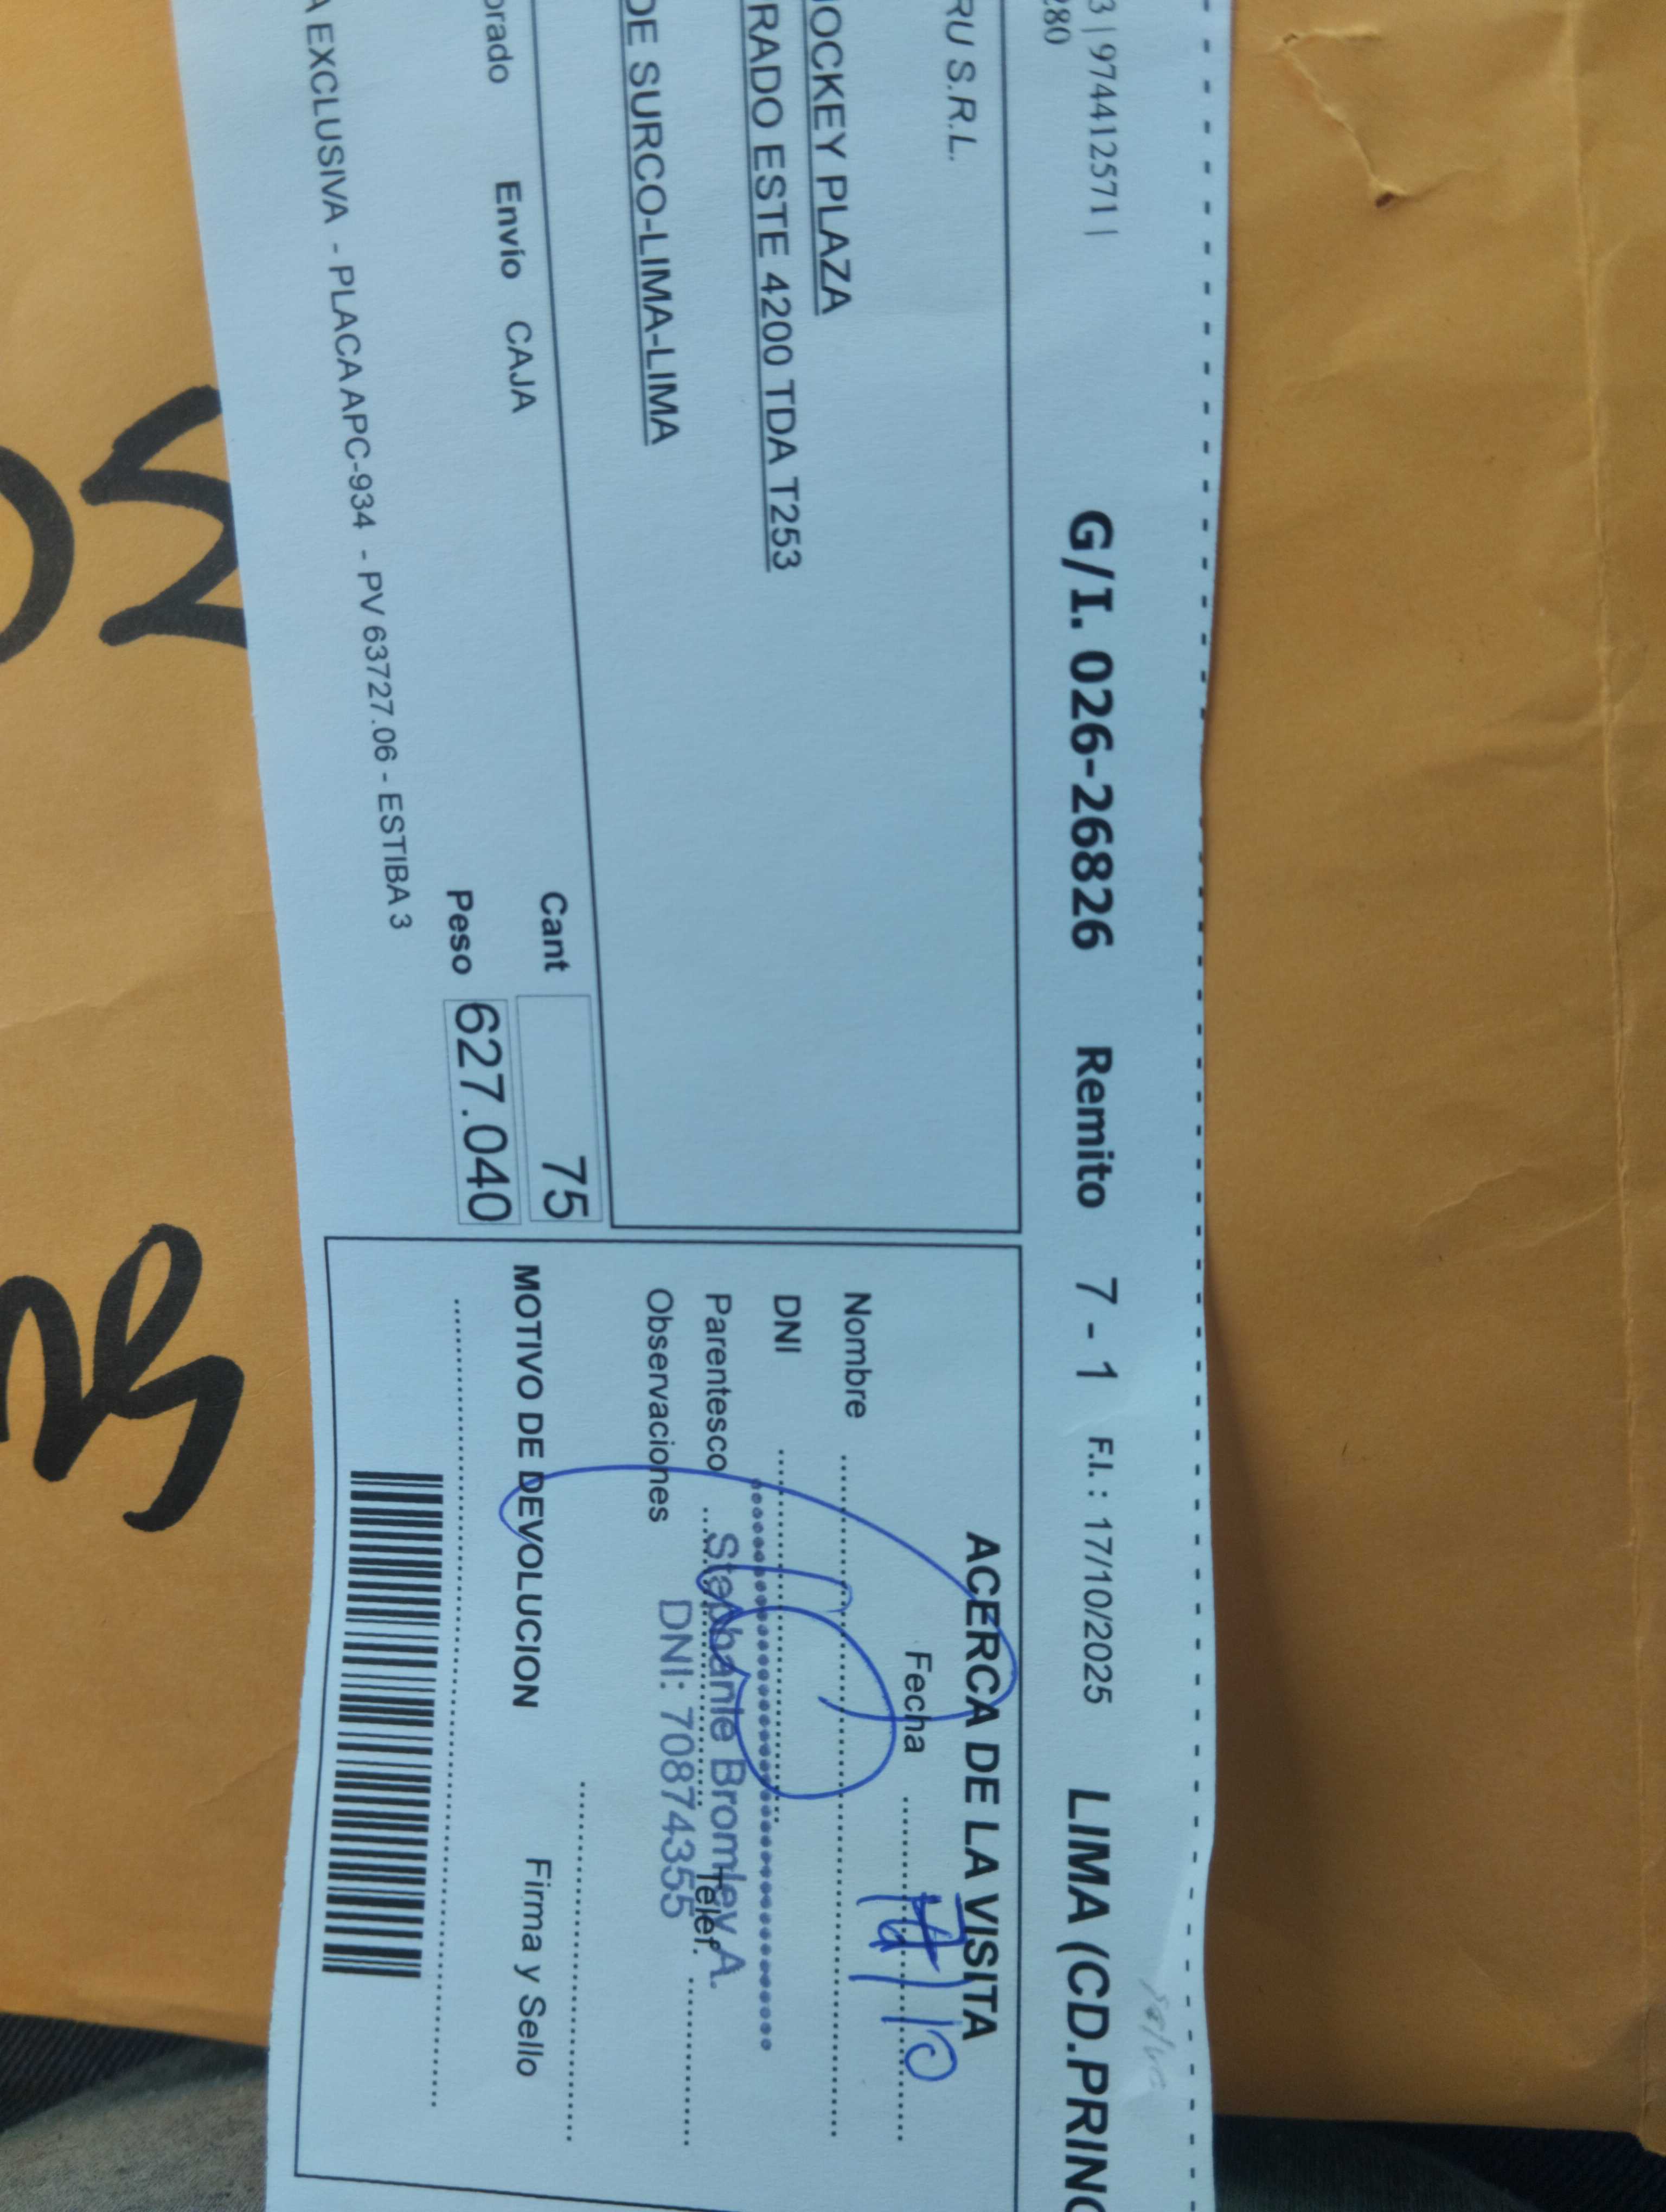 3 | 974412571 |
280
G/I. 026-26826 Remito 7 - 1 F.I. : 17/10/2025 LIMA (CD.PRINC
RU S.R.L.
JOCKEY PLAZA
RADO ESTE 4200 TDA T253
DE SURCO-LIMA-LIMA
orado Envío CAJA
Cant 75
Peso 627.040
A EXCLUSIVA - PLACA APC-934 - PV 63727.06 - ESTIBA 3
ACERCA DE LA VISITA
Fecha
Nombre
DNI
Parentesco Telef.
Stephanie Bromley A.
DNI: 70874355
Observaciones
MOTIVO DE DEVOLUCION
Firma y Sello